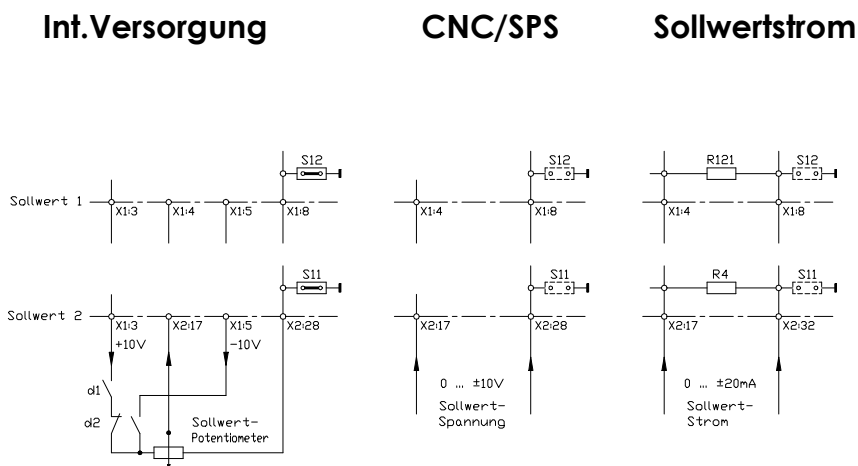 Int.Versorgung CNC/SPS Sollwertstrom
S12 S12 R121 S12
Sollwert 1 X1:3 X1:4 X1:5 X1:8 X1:4 X1:8 X1:4 X1:8
S11 S11 R4 S11
Sollwert 2 X1:3 X2:17 X1:5 X2:28 X2:17 X2:28 X2:17 X2:32
+10V -10V
d1 0 ... ±10V 0 ... ±20mA
Sollwert- Sollwert-
d2 Sollwert- Spannung Strom
Potentiometer